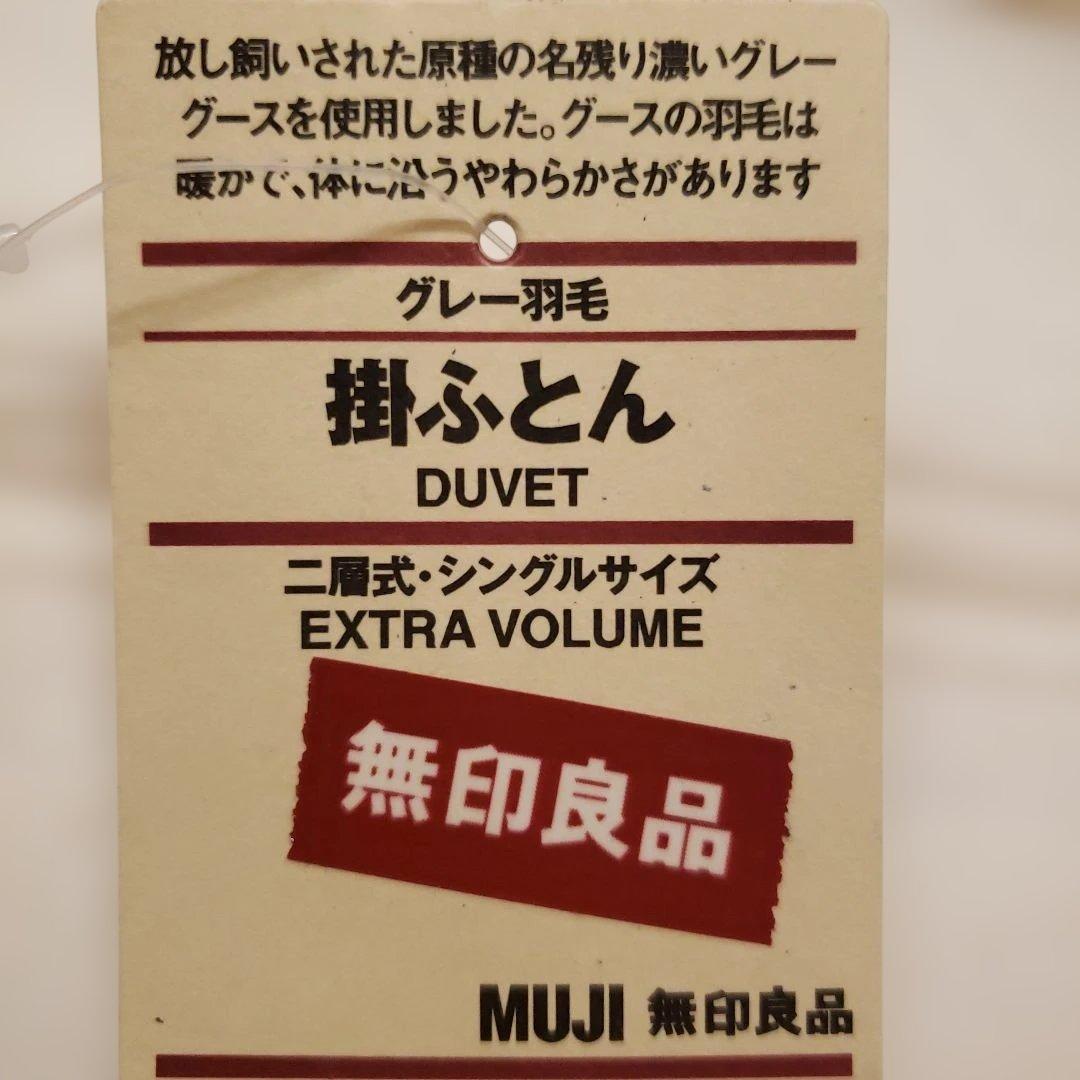 放し飼いされた原種の名残り濃いグレー
グースを使用しました。グースの羽毛は
暖かで、体に沿うやわらかさがあります
グレー羽毛
掛ふとん
DUVET
二層式・シングルサイズ
EXTRA VOLUME
無印良品
MUJI 無印良品